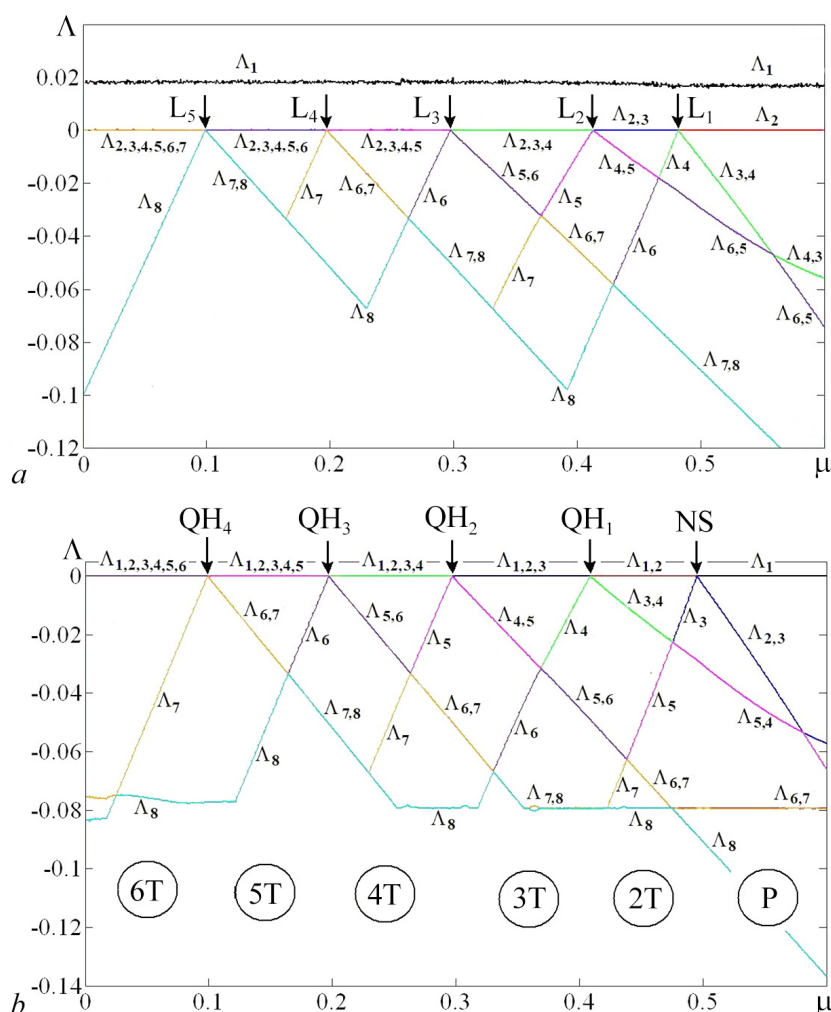 Λ
Λ1 Λ1
0.02
L5 L4 L3 L2 Λ2,3 L1 Λ2
0
Λ2,3,4,5,6,7 Λ2,3,4,5,6 Λ2,3,4,5 Λ2,3,4
Λ4,5 Λ4 Λ3,4
-0.02
Λ8 Λ7,8 Λ7 Λ6,7 Λ6 Λ5,6 Λ5
-0.04
Λ6,7 Λ6 Λ6,5 Λ4,3
Λ7,8 Λ7
-0.06
Λ8 Λ6,5
-0.08
Λ7,8
-0.1
Λ8
-0.12
a 0 0.1 0.2 0.3 0.4 0.5 μ
QH4 QH3 QH2 QH1 NS
Λ
Λ1,2,3,4,5,6 Λ1,2,3,4,5 Λ1,2,3,4 Λ1,2,3 Λ1,2 Λ1
0
Λ6,7 Λ6 Λ5,6 Λ5 Λ4,5 Λ4 Λ3,4 Λ3 Λ2,3
-0.02
-0.04
Λ7 Λ7,8 Λ6,7 Λ5,6 Λ5 Λ5,4
Λ8 Λ7 Λ6
-0.06
Λ7,8 Λ7 Λ6,7 Λ6,7
-0.08
Λ8 Λ8 Λ8 Λ8
-0.1
6T 5T 4T 3T 2T P
-0.12
-0.14
b 0 0.1 0.2 0.3 0.4 0.5 μ